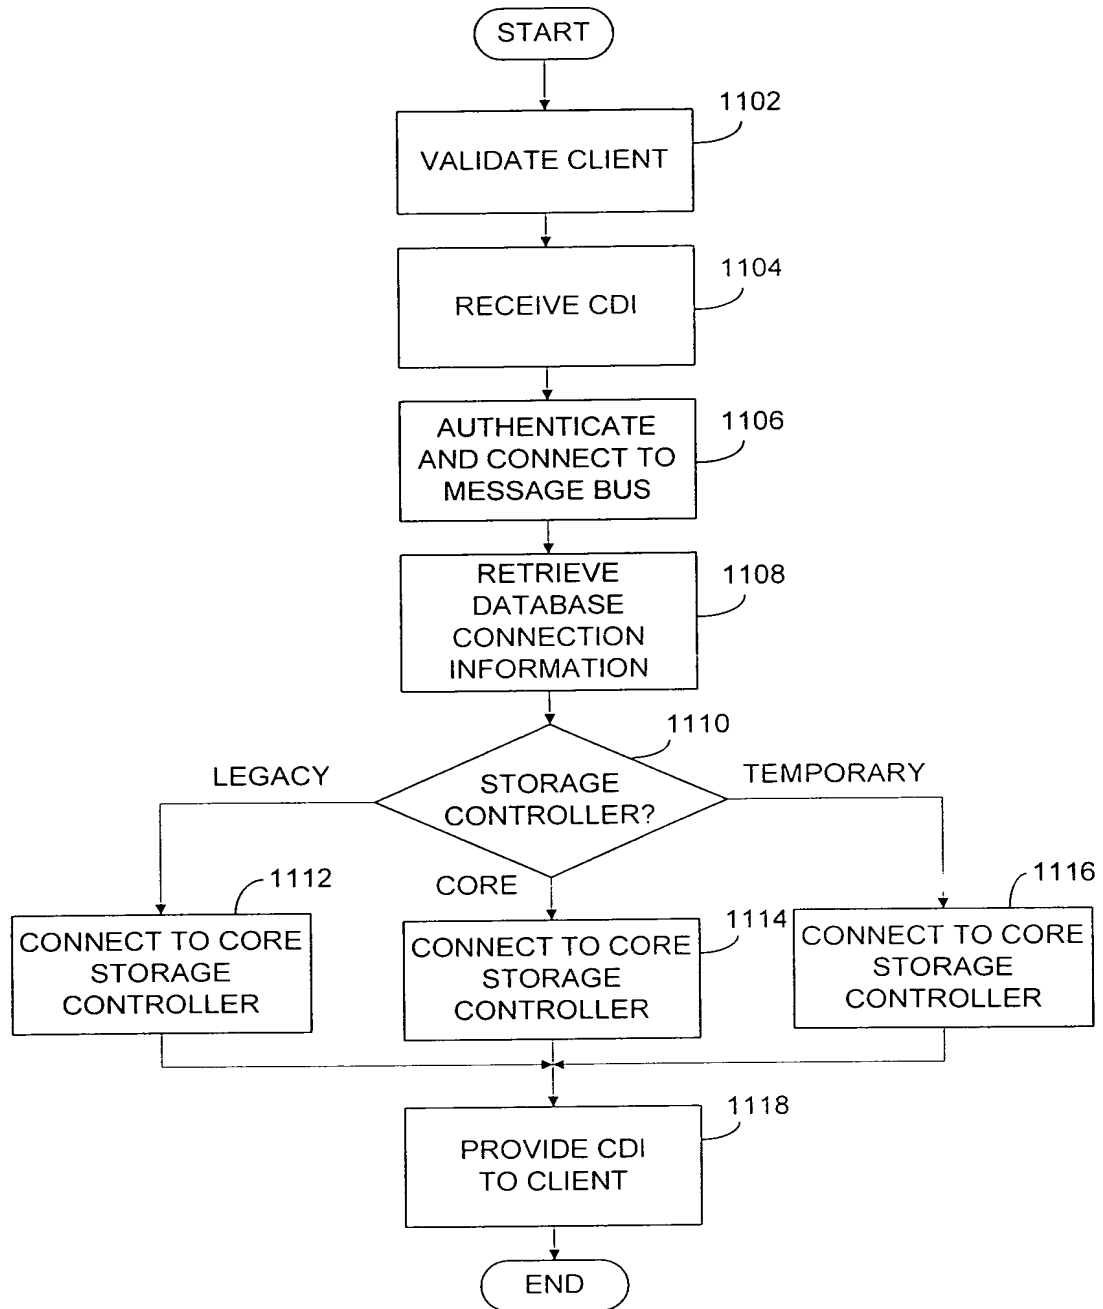 START
1102
VALIDATE CLIENT
1104
RECEIVE CDI
1106
AUTHENTICATE
AND CONNECT TO
MESSAGE BUS
1108
RETRIEVE
DATABASE
CONNECTION
INFORMATION
1110
LEGACY
STORAGE
CONTROLLER?
TEMPORARY
CORE
1112
CONNECT TO CORE
STORAGE
CONTROLLER
1114
CONNECT TO CORE
STORAGE
CONTROLLER
1116
CONNECT TO CORE
STORAGE
CONTROLLER
1118
PROVIDE CDI
TO CLIENT
END